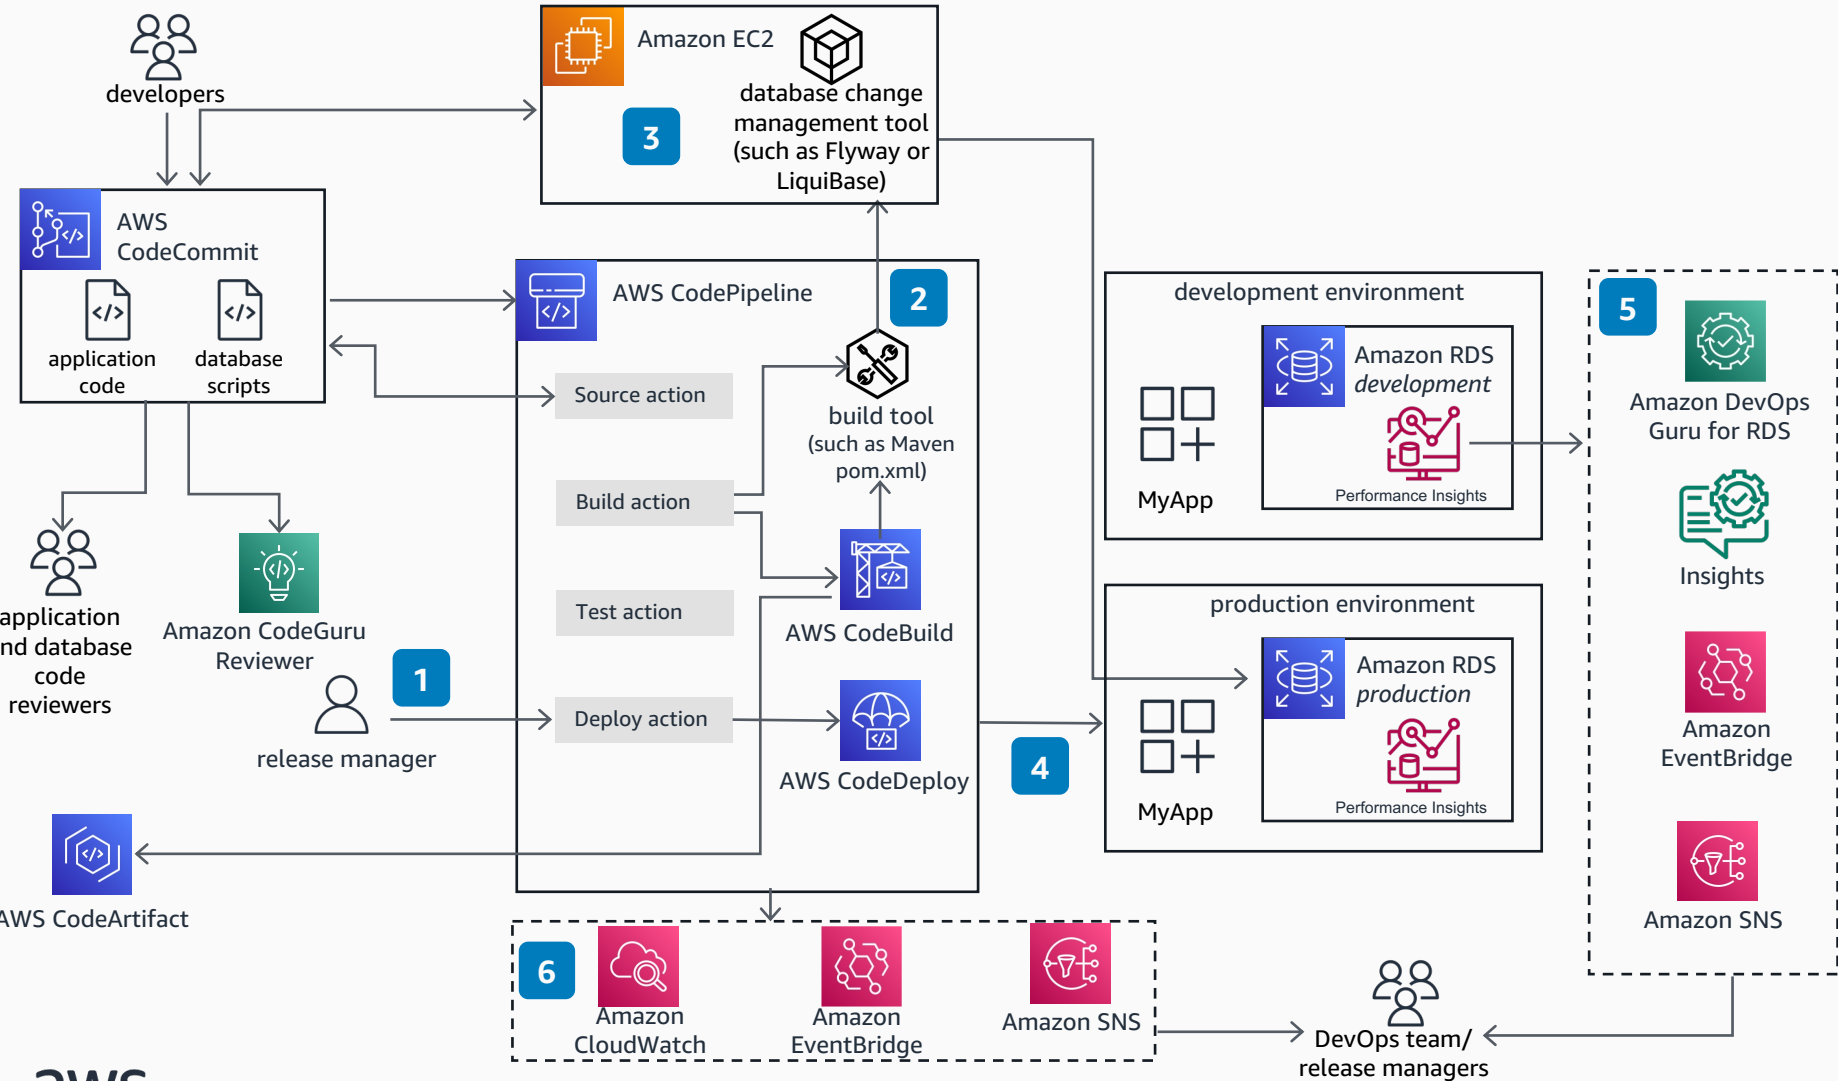 developers
Amazon EC2
database change
management tool
(such as Flyway or
LiquiBase)
3
AWS
CodeCommit
application
code
database
scripts
AWS CodePipeline
2
Source action
build tool
(such as Maven
pom.xml)
Build action
Test action
AWS CodeBuild
Deploy action
AWS CodeDeploy
application
nd database
code
reviewers
Amazon CodeGuru
Reviewer
1
release manager
AWS CodeArtifact
development environment
Amazon RDS
development
Performance Insights
MyApp
production environment
Amazon RDS
production
Performance Insights
MyApp
4
5
Amazon DevOps
Guru for RDS
Insights
Amazon
EventBridge
Amazon SNS
6
Amazon
CloudWatch
Amazon
EventBridge
Amazon SNS
DevOps team/
release managers
aws